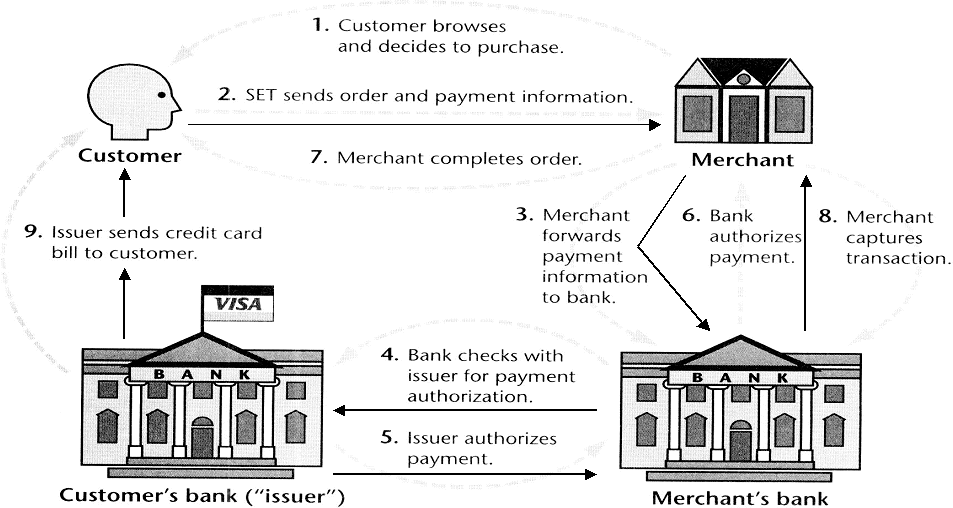 1. Customer browses
and decides to purchase.
2. SET sends order and payment information.
Customer
7. Merchant completes order.
Merchant
3. Merchant
forwards
payment
information
to bank.
6. Bank
authorizes
payment.
8. Merchant
captures
transaction.
9. Issuer sends credit card
bill to customer.
VISA
BANK
4. Bank checks with
issuer for payment
authorization.
5. Issuer authorizes
payment.
BANK
Customer's bank ("issuer")
Merchant's bank